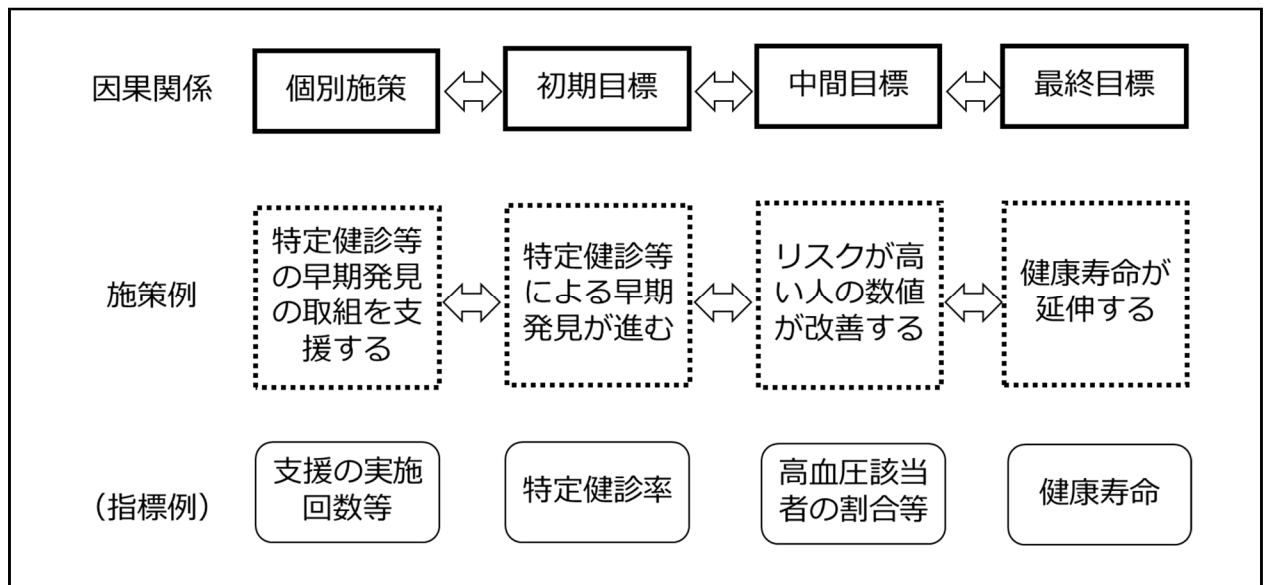 因果関係
個別施策
初期目標
中間目標
最終目標
施策例
特定健診等
の早期発見
の取組を支
援する
特定健診等
による早期
発見が進む
リスクが高
い人の数値
が改善する
健康寿命が
延伸する
（指標例）
支援の実施
回数等
特定健診率
高血圧該当
者の割合等
健康寿命